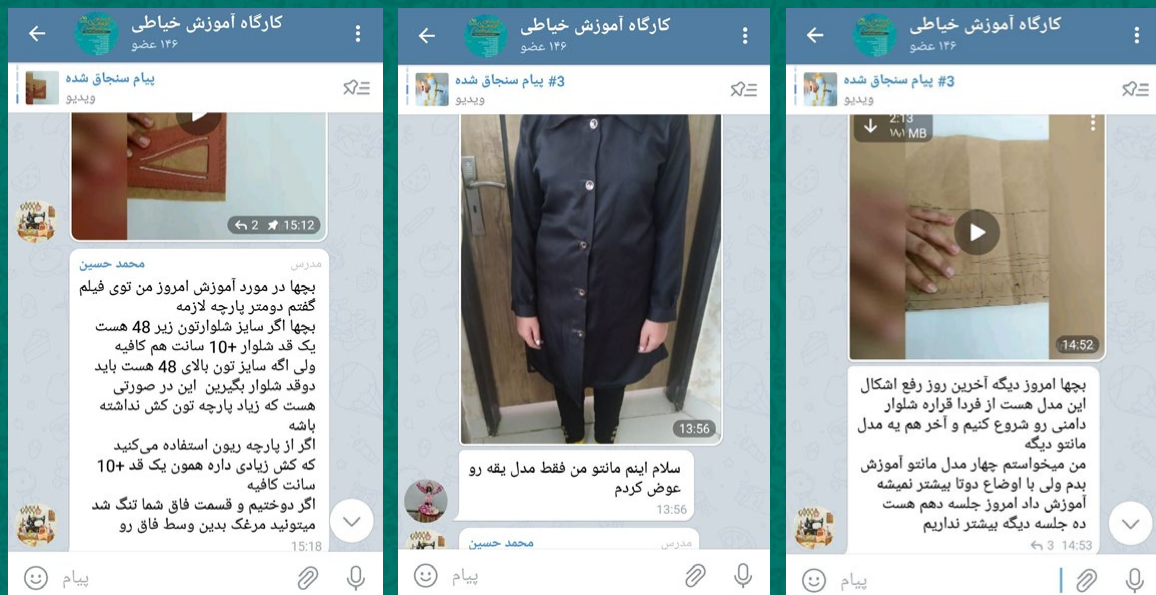 کارگاه آموزش خیاطی
۱۴۶ عضو
پیام سنجاق شده
ویدیو
2 15:12
محمد حسین
مدرس
بچها در مورد آموزش امروز من توی فیلم
گفتم دومتر پارچه لازمه
بچها اگر سایز شلوارتون زیر 48 هست
یک قد شلوار +10 سانت هم کافیه
ولی اگه سایز تون بالای 48 هست باید
دوقد شلوار بگیرین این در صورتی
هست که زیاد پارچه تون کش نداشته
باشه
اگر از پارچه ریون استفاده می‌کنید
که کش زیادی داره همون یک قد +10
سانت کافیه
اگر دوختیم و قسمت فاق شما تنگ شد
میتونید مرغک بدین وسط فاق رو
15:18
پیام
کارگاه آموزش خیاطی
۱۴۶ عضو
پیام سنجاق شده #3
ویدیو
13:56
سلام اینم مانتو من فقط مدل یقه رو
عوض کردم
13:56
محمد حسین
مدرس
پیام
کارگاه آموزش خیاطی
۱۴۶ عضو
پیام سنجاق شده #3
ویدیو
2:13
۱۸٫۱ MB
14:52
بچها امروز دیگه آخرین روز رفع اشکال
این مدل هست از فردا قراره شلوار
دامنی رو شروع کنیم و آخر هم یه مدل
مانتو دیگه
من میخواستم چهار مدل مانتو آموزش
بدم ولی با اوضاع دوتا بیشتر نمیشه
آموزش داد امروز جلسه دهم هست
ده جلسه دیگه بیشتر نداریم
3 14:53
پیام